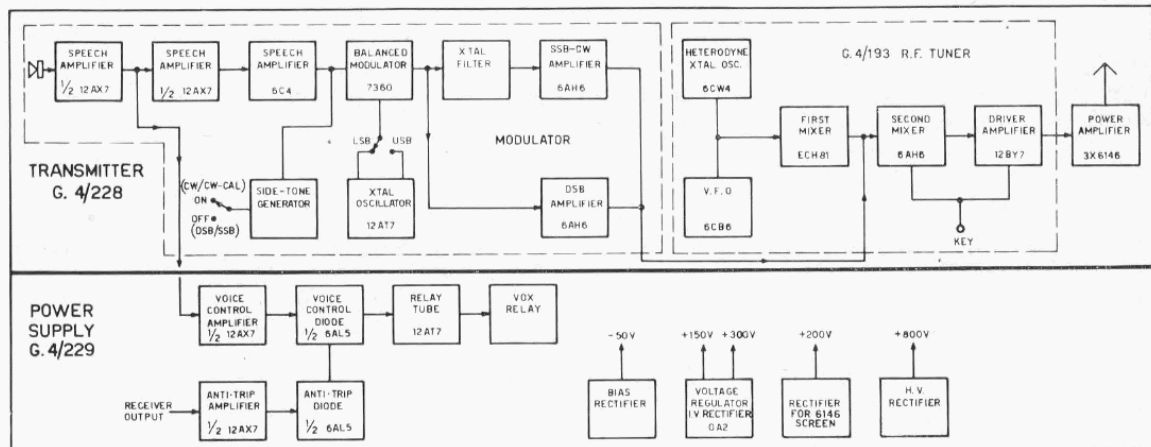 SPEECH
AMPLIFIER
1/2 12AX7
SPEECH
AMPLIFIER
1/2 12AX7
SPEECH
AMPLIFIER
6C4
BALANCED
MODULATOR
7360
XTAL
FILTER
SSB-CW
AMPLIFIER
6AH6
HETERODYNE
XTAL OSC.
6CW4
G.4/193 R.F. TUNER
FIRST
MIXER
ECH81
SECOND
MIXER
6AH6
DRIVER
AMPLIFIER
12BY7
POWER
AMPLIFIER
3X6146
LSB
USB
MODULATOR
TRANSMITTER
G. 4/228
(CW/CW-CAL)
ON
OFF
(DSB/SSB)
SIDE-TONE
GENERATOR
XTAL
OSCILLATOR
12AT7
DSB
AMPLIFIER
6AH6
V.F.O
6CB6
KEY
POWER
SUPPLY
G.4/229
VOICE
CONTROL
AMPLIFIER
1/2 12AX7
VOICE
CONTROL
DIODE
1/2 6AL5
RELAY
TUBE
12AT7
VOX
RELAY
RECEIVER
OUTPUT
ANTI-TRIP
AMPLIFIER
1/2 12AX7
ANTI-TRIP
DIODE
1/2 6AL5
-50V
BIAS
RECTIFIER
+150V +300V
VOLTAGE
REGULATOR
I.V. RECTIFIER
0A2
+200V
RECTIFIER
FOR 6146
SCREEN
+800V
H.V.
RECTIFIER